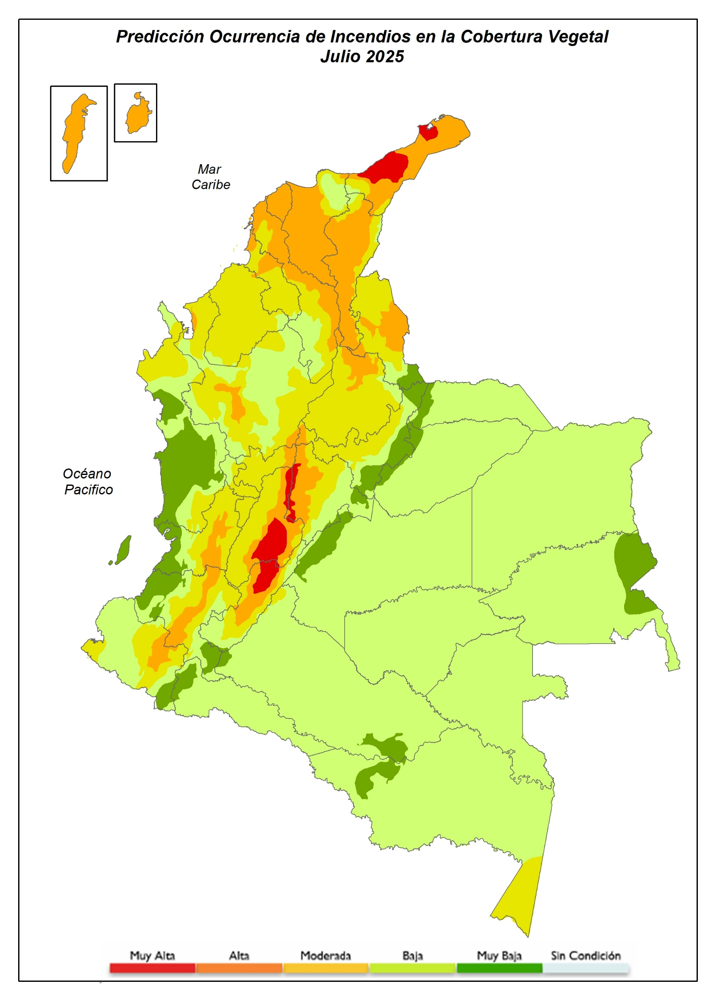 Predicción Ocurrencia de Incendios en la Cobertura Vegetal
Julio 2025
Mar
Caribe
Océano
Pacifico
Muy Alta
Alta
Moderada
Baja
Muy Baja
Sin Condición